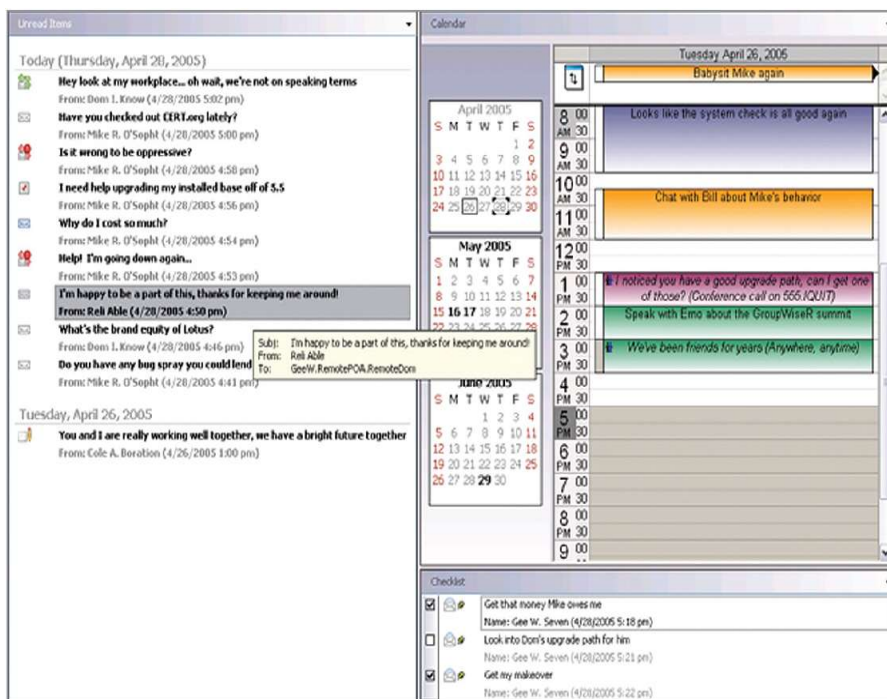 Unread Items
Today (Thursday, April 28, 2005)
Hey look at my workplace... oh wait, we're not on speaking terms
From: Dom I. Know (4/28/2005 5:02 pm)
Have you checked out CERT.org lately?
From: Mike R. O'Sopht (4/28/2005 5:00 pm)
Is it wrong to be oppressive?
From: Mike R. O'Sopht (4/28/2005 4:58 pm)
I need help upgrading my installed base off of 5.5
From: Mike R. O'Sopht (4/28/2005 4:56 pm)
Why do I cost so much?
From: Mike R. O'Sopht (4/28/2005 4:54 pm)
Help! I'm going down again...
From: Mike R. O'Sopht (4/28/2005 4:53 pm)
I'm happy to be a part of this, thanks for keeping me around!
From: Reli Able (4/28/2005 4:50 pm)
What's the brand equity of Lotus?
From: Dom I. Know (4/28/2005 4:46 pm)
Do you have any bug spray you could lend
From: Mike R. O'Sopht (4/28/2005 4:41 pm)
Subj: I'm happy to be a part of this, thanks for keeping me around!
From: Reli Able
To: GeeW.RemotePOA.RemoteDom
Tuesday, April 26, 2005
You and I are really working well together, we have a bright future together
From: Cole A. Boration (4/26/2005 1:00 pm)
Calendar
April 2005
S M T W T F S
1 2
3 4 5 6 7 8 9
10 11 12 13 14 15 16
17 18 19 20 21 22 23
24 25 26 27 28 29 30
May 2005
S M T W T F S
1 2 3 4 5 6 7
8 9 10 11 12 13 14
15 16 17 18 19 20 21
22 23 24 25 26 27 28
June 2005
S M T W T F S
1 2 3 4
5 6 7 8 9 10 11
12 13 14 15 16 17 18
19 20 21 22 23 24 25
26 27 28 29 30
Tuesday April 26, 2005
Babysit Mike again
8 00
AM 30
9 00
AM 30
10 00
AM 30
11 00
AM 30
12 00
PM 30
1 00
PM 30
2 00
PM 30
3 00
PM 30
4 00
PM 30
5 00
PM 30
6 00
PM 30
7 00
PM 30
8 00
PM 30
9 00
Looks like the system check is all good again
Chat with Bill about Mike's behavior
I noticed you have a good upgrade path, can I get one
of those? (Conference call on 555.IQUIT)
Speak with Emo about the GroupWiseR summit
We've been friends for years (Anywhere, anytime)
Checklist
Get that money Mike owes me
Name: Gee W. Seven (4/28/2005 5:18 pm)
Look into Dom's upgrade path for him
Name: Gee W. Seven (4/28/2005 5:21 pm)
Get my makeover
Name: Gee W. Seven (4/28/2005 5:22 pm)